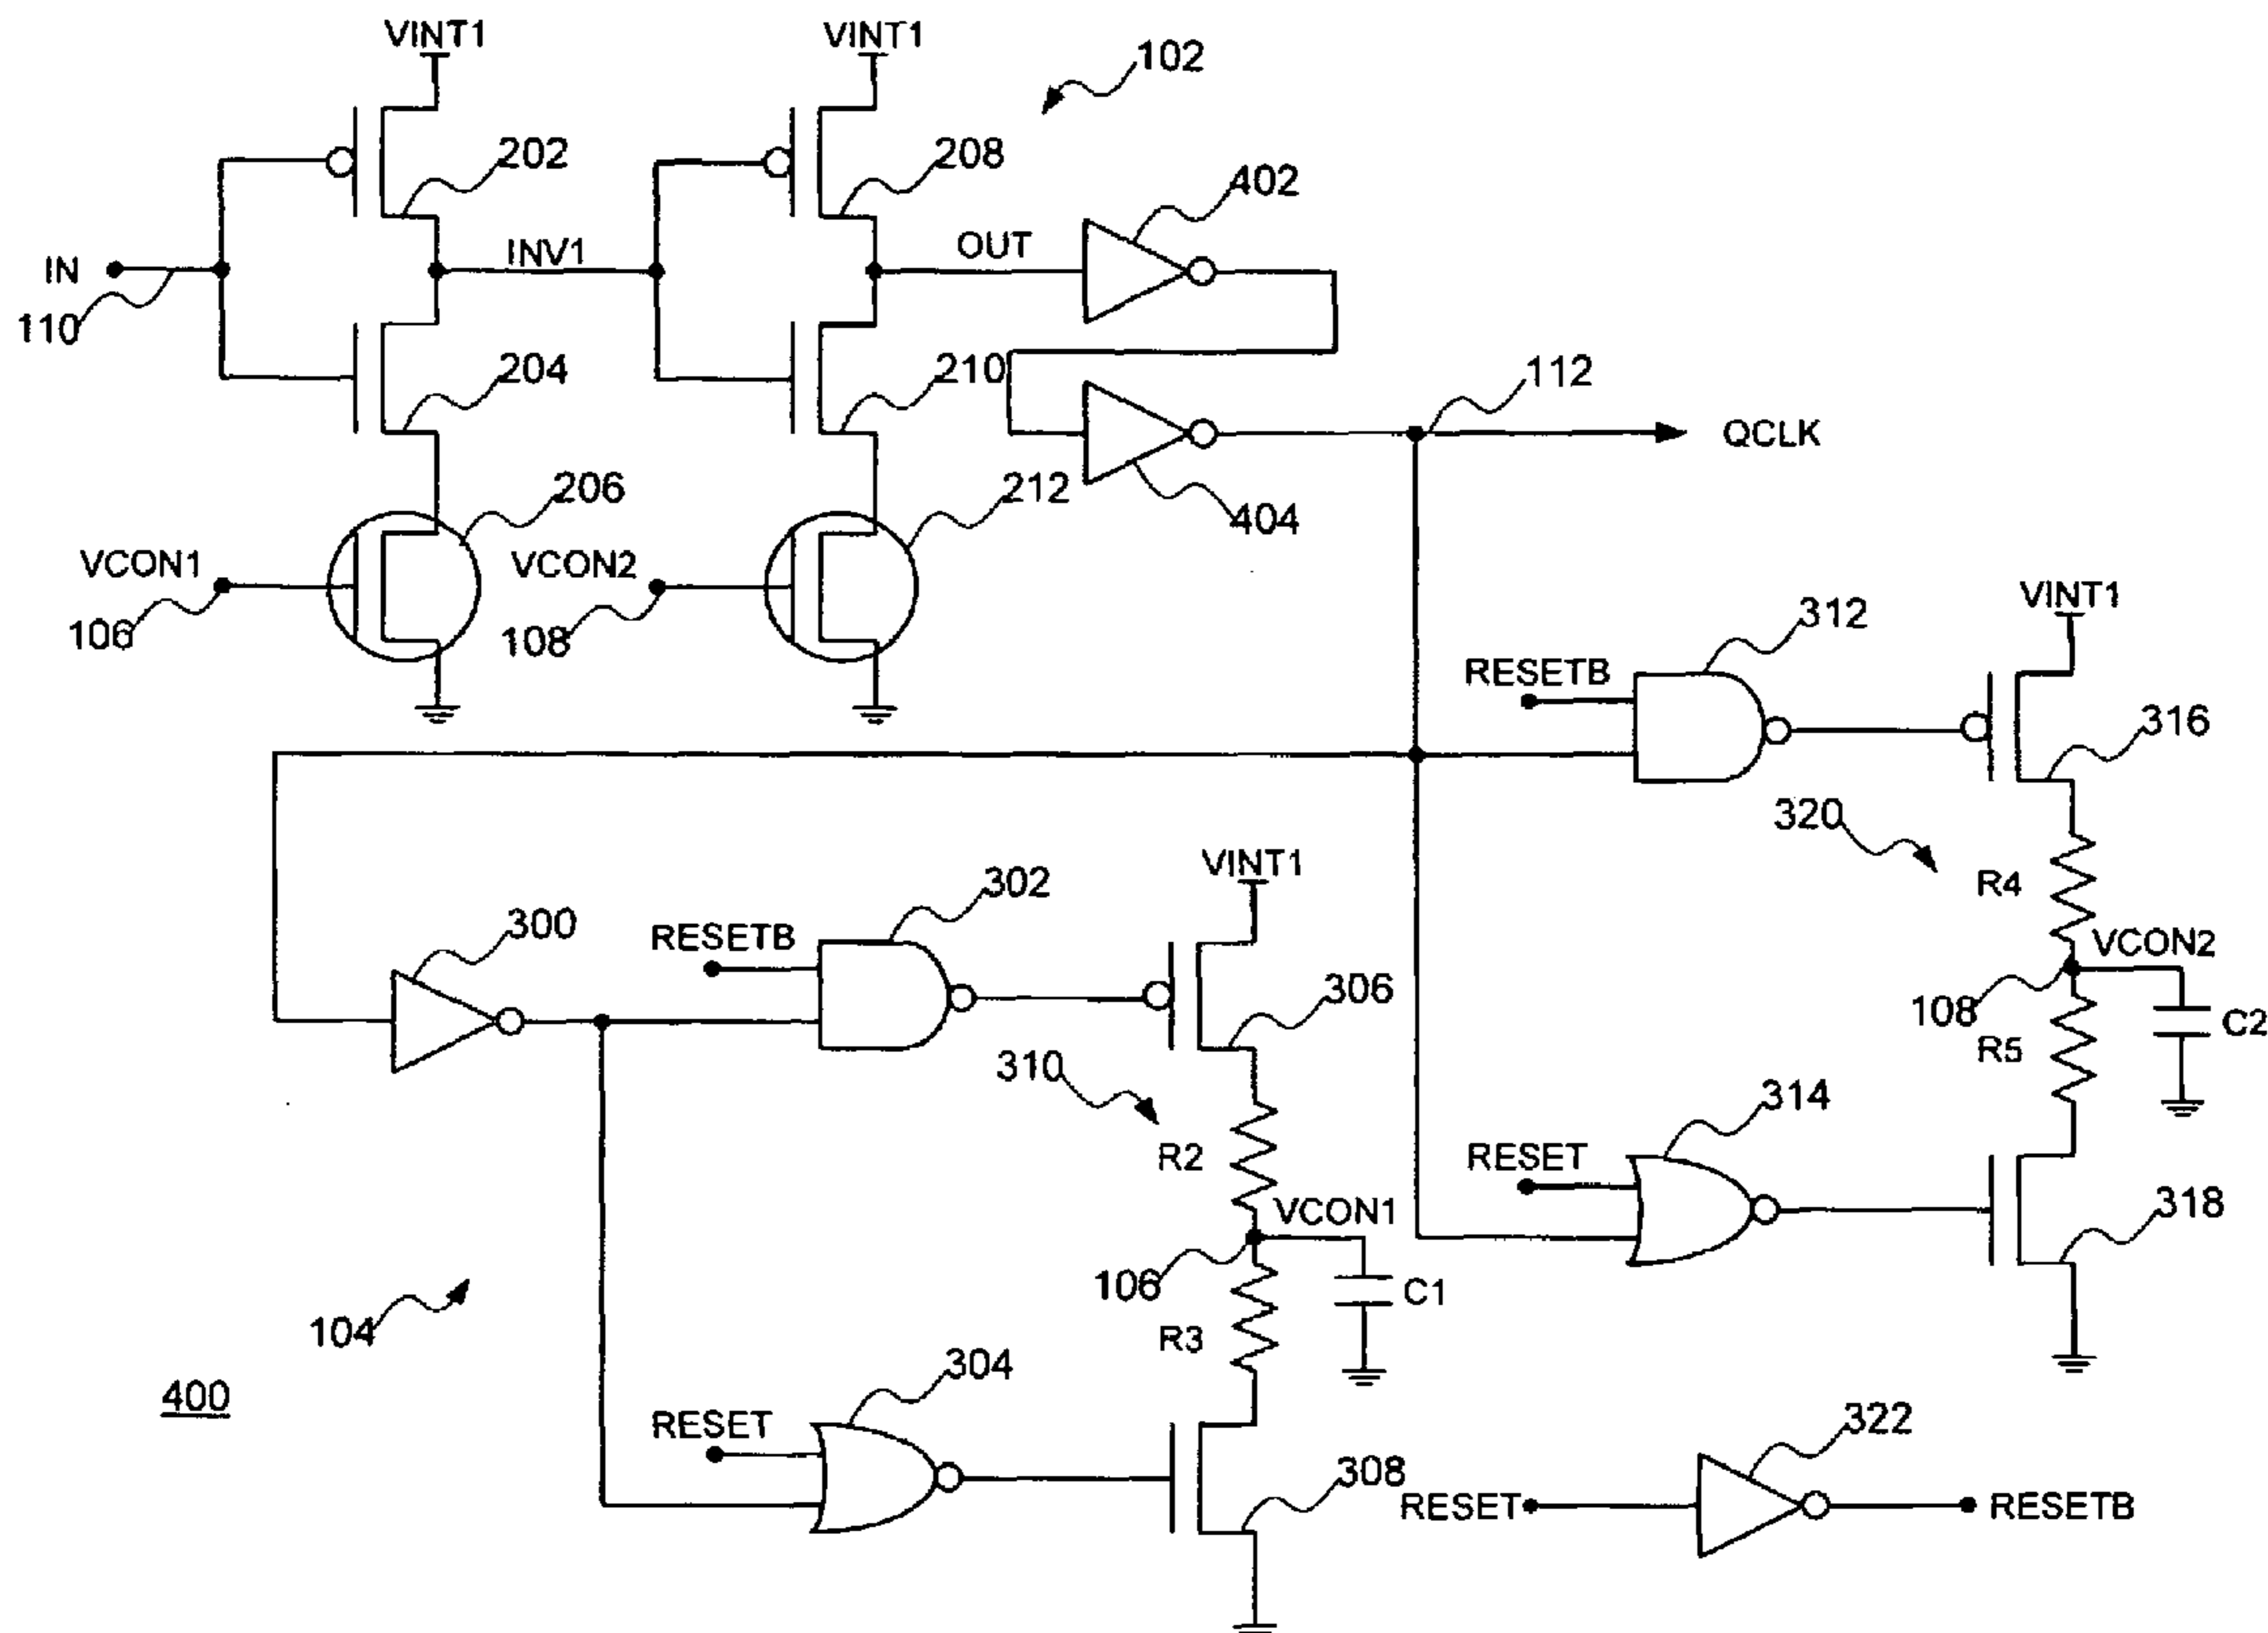 VINT1 VINT1
102
202 208 402
IN INV1 OUT
110
204 210 112
QCLK
206 212 404
VCON1 VCON2
106 108
VINT1
312
RESETB
316
320
R4
VINT1
302
300 RESETB VCON2
306 108 C2
R5
310
314
R2 RESET
VCON1 318
106 C1
104 R3
304
400
RESET 322
308
RESET RESETB